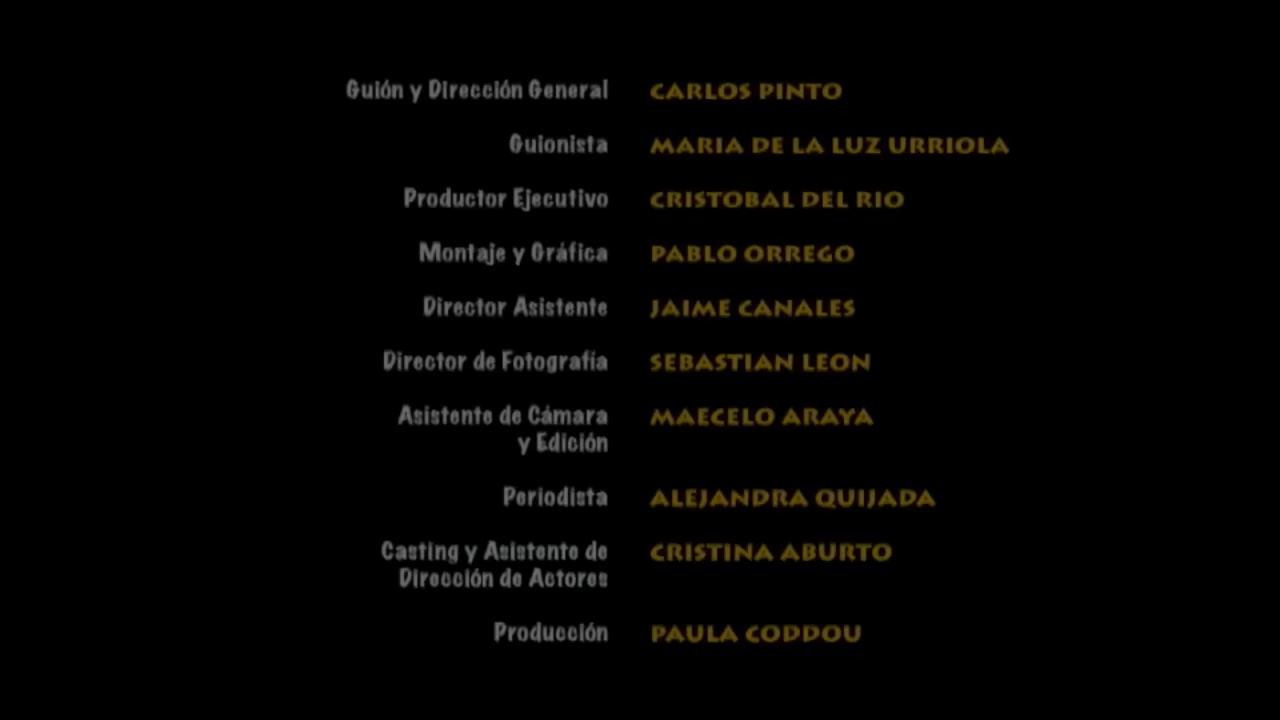 Guión y Dirección General CARLOS PINTO
Guionista MARIA DE LA LUZ URRIOLA
Productor Ejecutivo CRISTOBAL DEL RIO
Montaje y Gráfica PABLO ORREGO
Director Asistente JAIME CANALES
Director de Fotografía SEBASTIAN LEON
Asistente de Cámara MAECELO ARAYA
y Edición
Periodista ALEJANDRA QUIJADA
Casting y Asistente de CRISTINA ABURTO
Dirección de Actores
Producción PAULA CODDOU